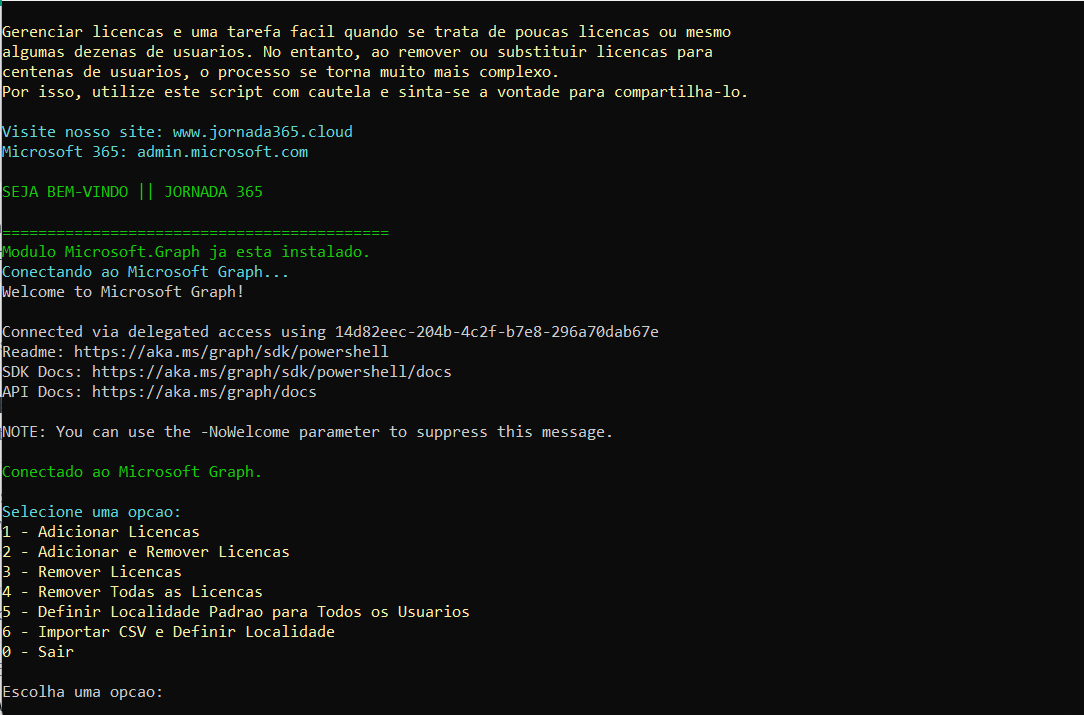 Gerenciar licencas e uma tarefa facil quando se trata de poucas licencas ou mesmo
algumas dezenas de usuarios. No entanto, ao remover ou substituir licencas para
centenas de usuarios, o processo se torna muito mais complexo.
Por isso, utilize este script com cautela e sinta-se a vontade para compartilha-lo.
Visite nosso site: www.jornada365.cloud
Microsoft 365: admin.microsoft.com
SEJA BEM-VINDO || JORNADA 365
===========================================
Modulo Microsoft.Graph ja esta instalado.
Conectando ao Microsoft Graph...
Welcome to Microsoft Graph!
Connected via delegated access using 14d82eec-204b-4c2f-b7e8-296a70dab67e
Readme: https://aka.ms/graph/sdk/powershell
SDK Docs: https://aka.ms/graph/sdk/powershell/docs
API Docs: https://aka.ms/graph/docs
NOTE: You can use the -NoWelcome parameter to suppress this message.
Conectado ao Microsoft Graph.
Selecione uma opcao:
1 - Adicionar Licencas
2 - Adicionar e Remover Licencas
3 - Remover Licencas
4 - Remover Todas as Licencas
5 - Definir Localidade Padrao para Todos os Usuarios
6 - Importar CSV e Definir Localidade
0 - Sair
Escolha uma opcao: